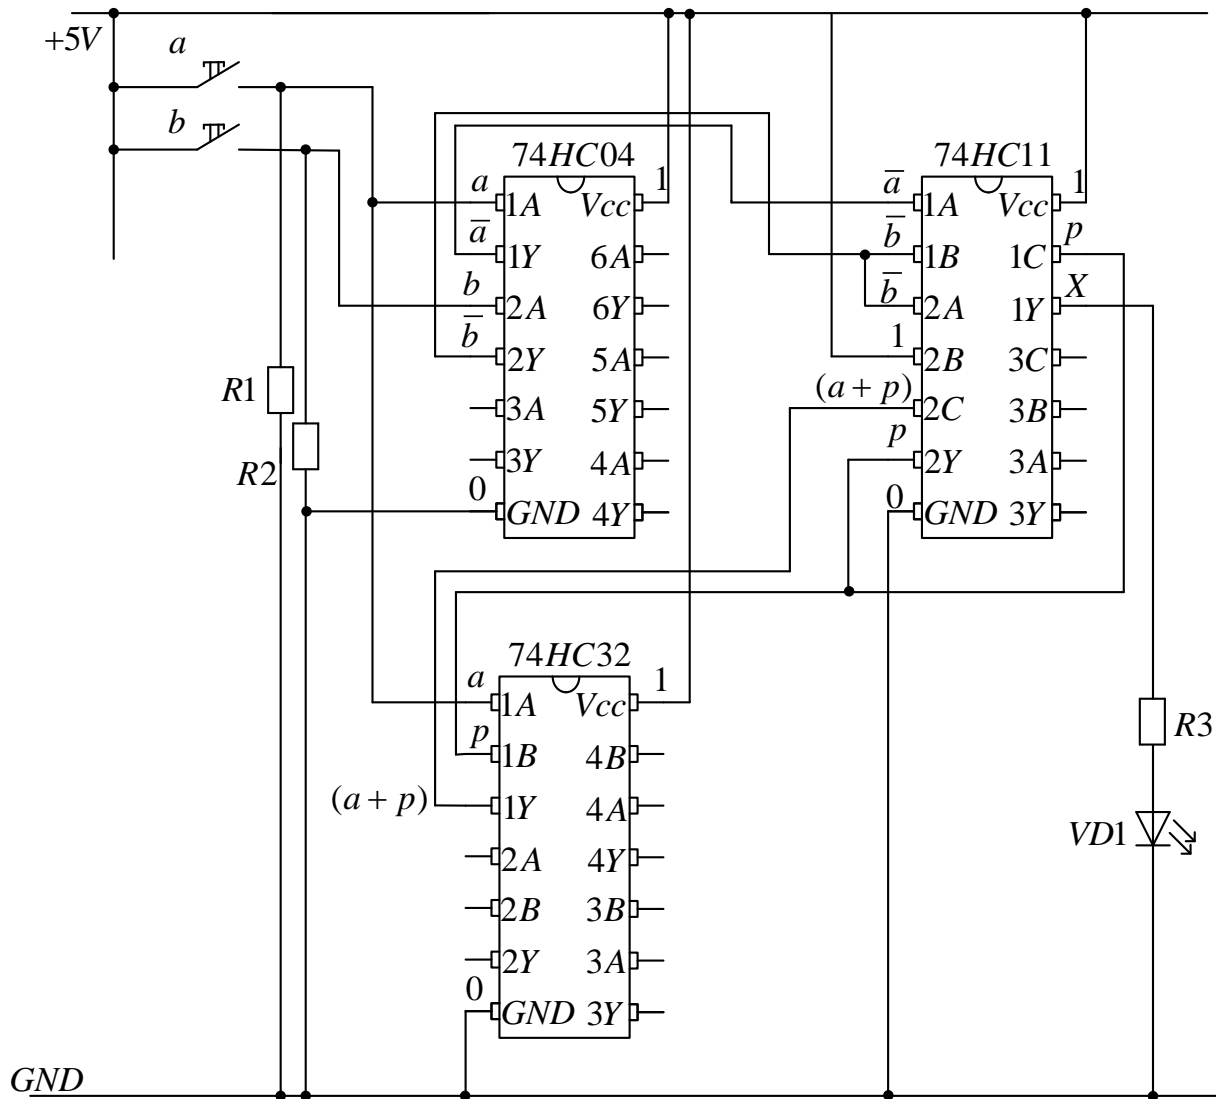 +5V
a
b
74HC04
74HC11
a
1A
Vcc
1
a̅
1Y
6A
b
2A
6Y
b̅
2Y
5A
3A
5Y
3Y
4A
0
GND
4Y
a̅
1A
Vcc
1
b̅
1B
1C
p
b̅
2A
1Y
X
1
2B
3C
(a + p)
2C
3B
p
2Y
3A
0
GND
3Y
R1
R2
74HC32
a
1A
Vcc
1
p
1B
4B
(a + p)
1Y
4A
2A
4Y
2B
3B
2Y
3A
0
GND
3Y
R3
VD1
GND